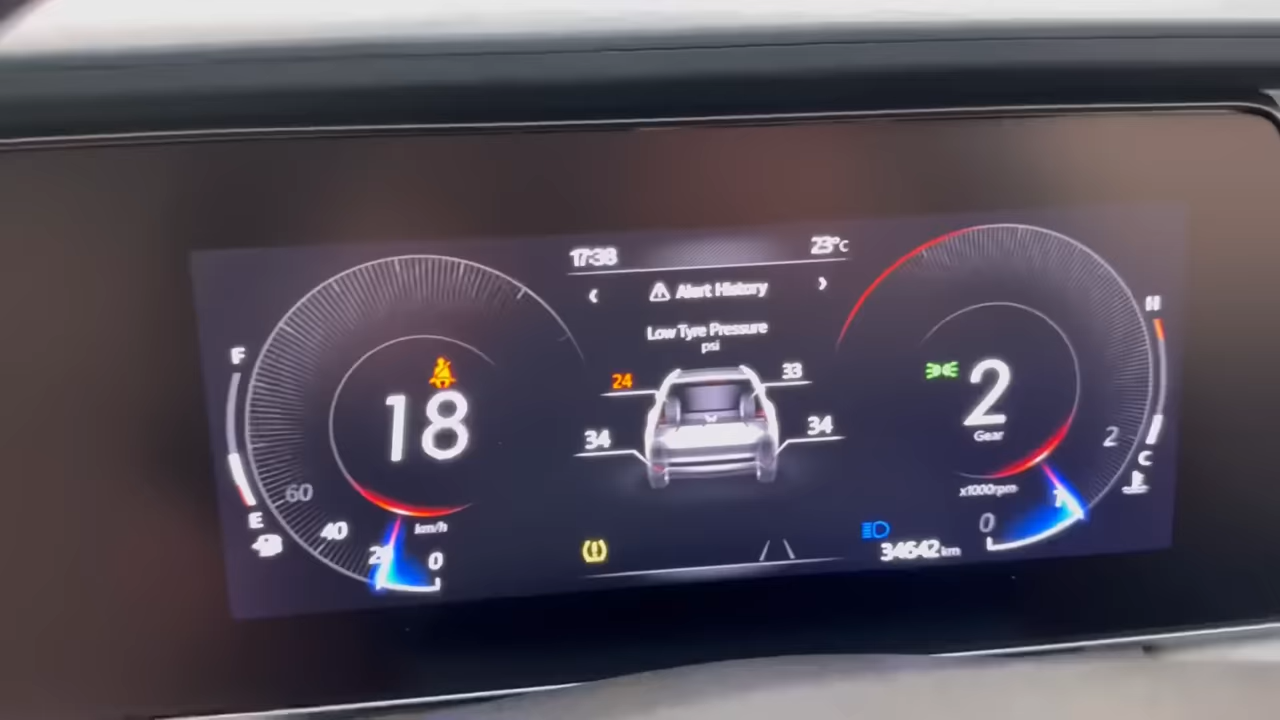 17:38
23°C
‹ Alert History ›
Low Tyre Pressure
psi
24
33
34
34
F
E
18
km/h
60
40
20
0
2
Gear
x1000rpm
H
C
2
1
0
34642 km